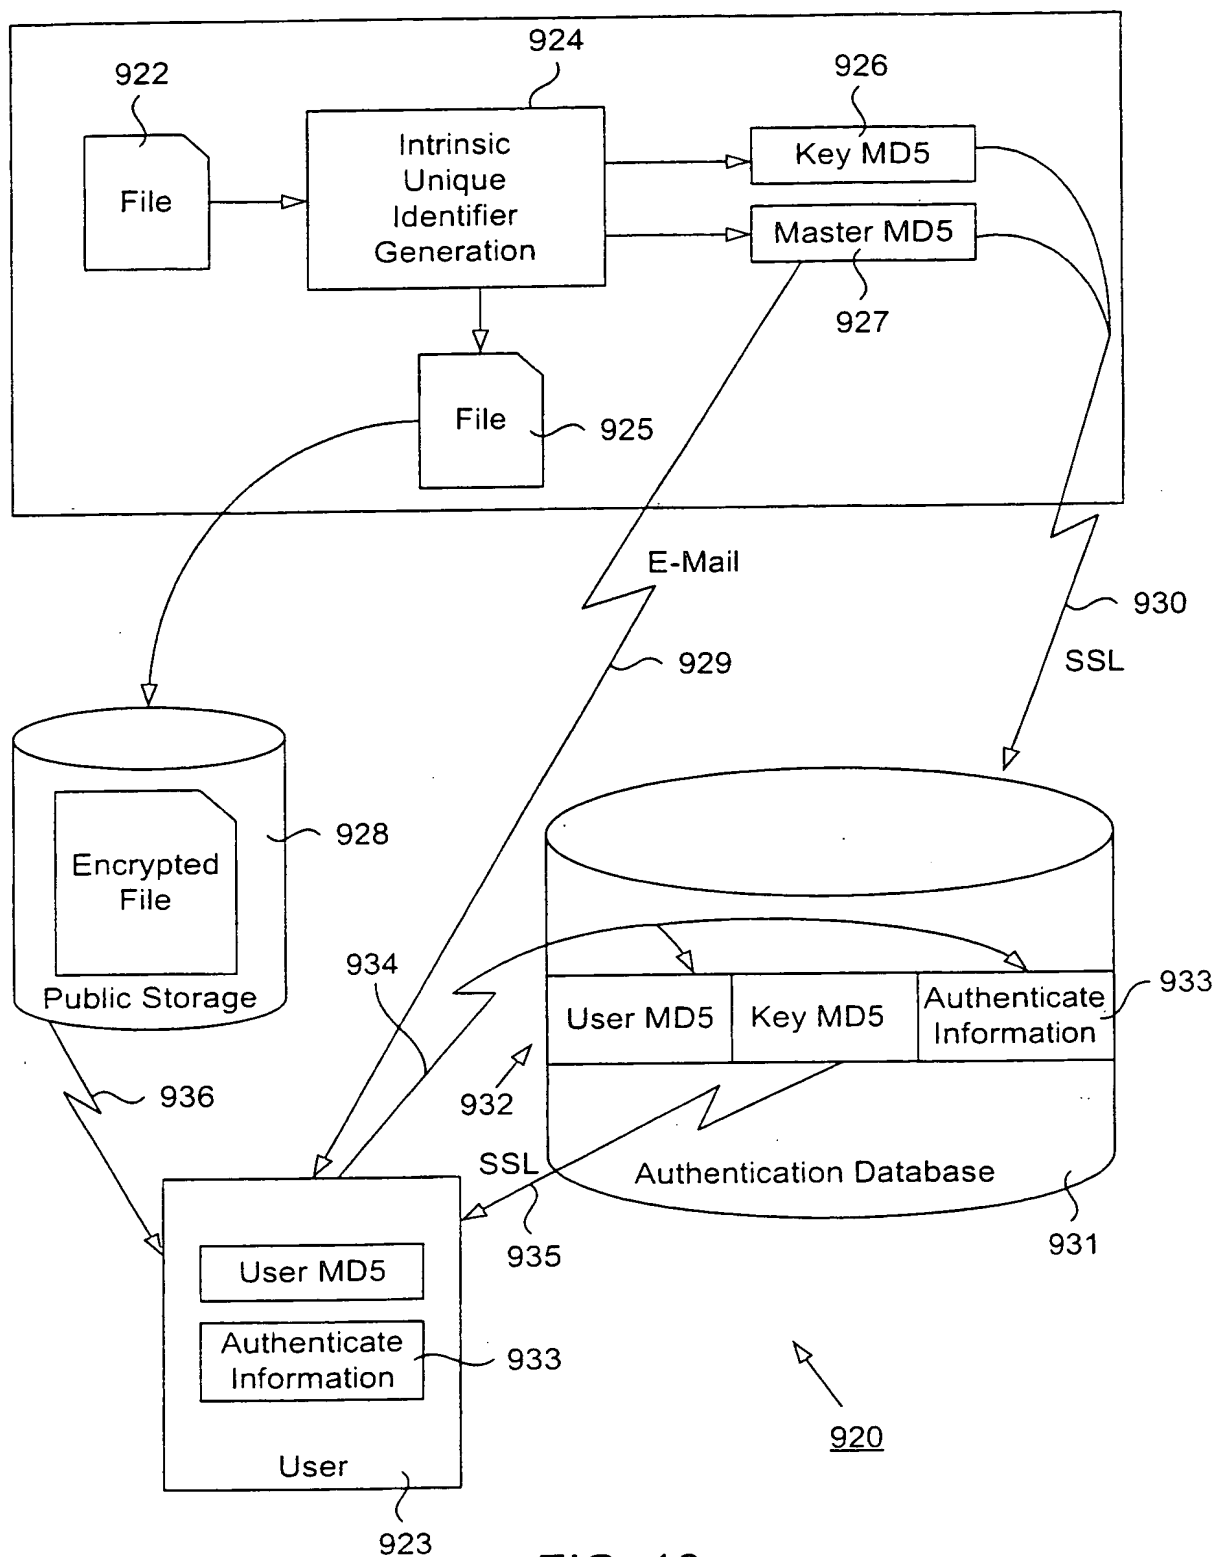 924
922
926
File
Intrinsic
Unique
Identifier
Generation
Key MD5
Master MD5
927
File
925
E-Mail
930
929
SSL
928
Encrypted
File
Public Storage
934
User MD5
Key MD5
Authenticate
Information
933
932
936
SSL
Authentication Database
935
931
User MD5
Authenticate
Information
933
User
920
923